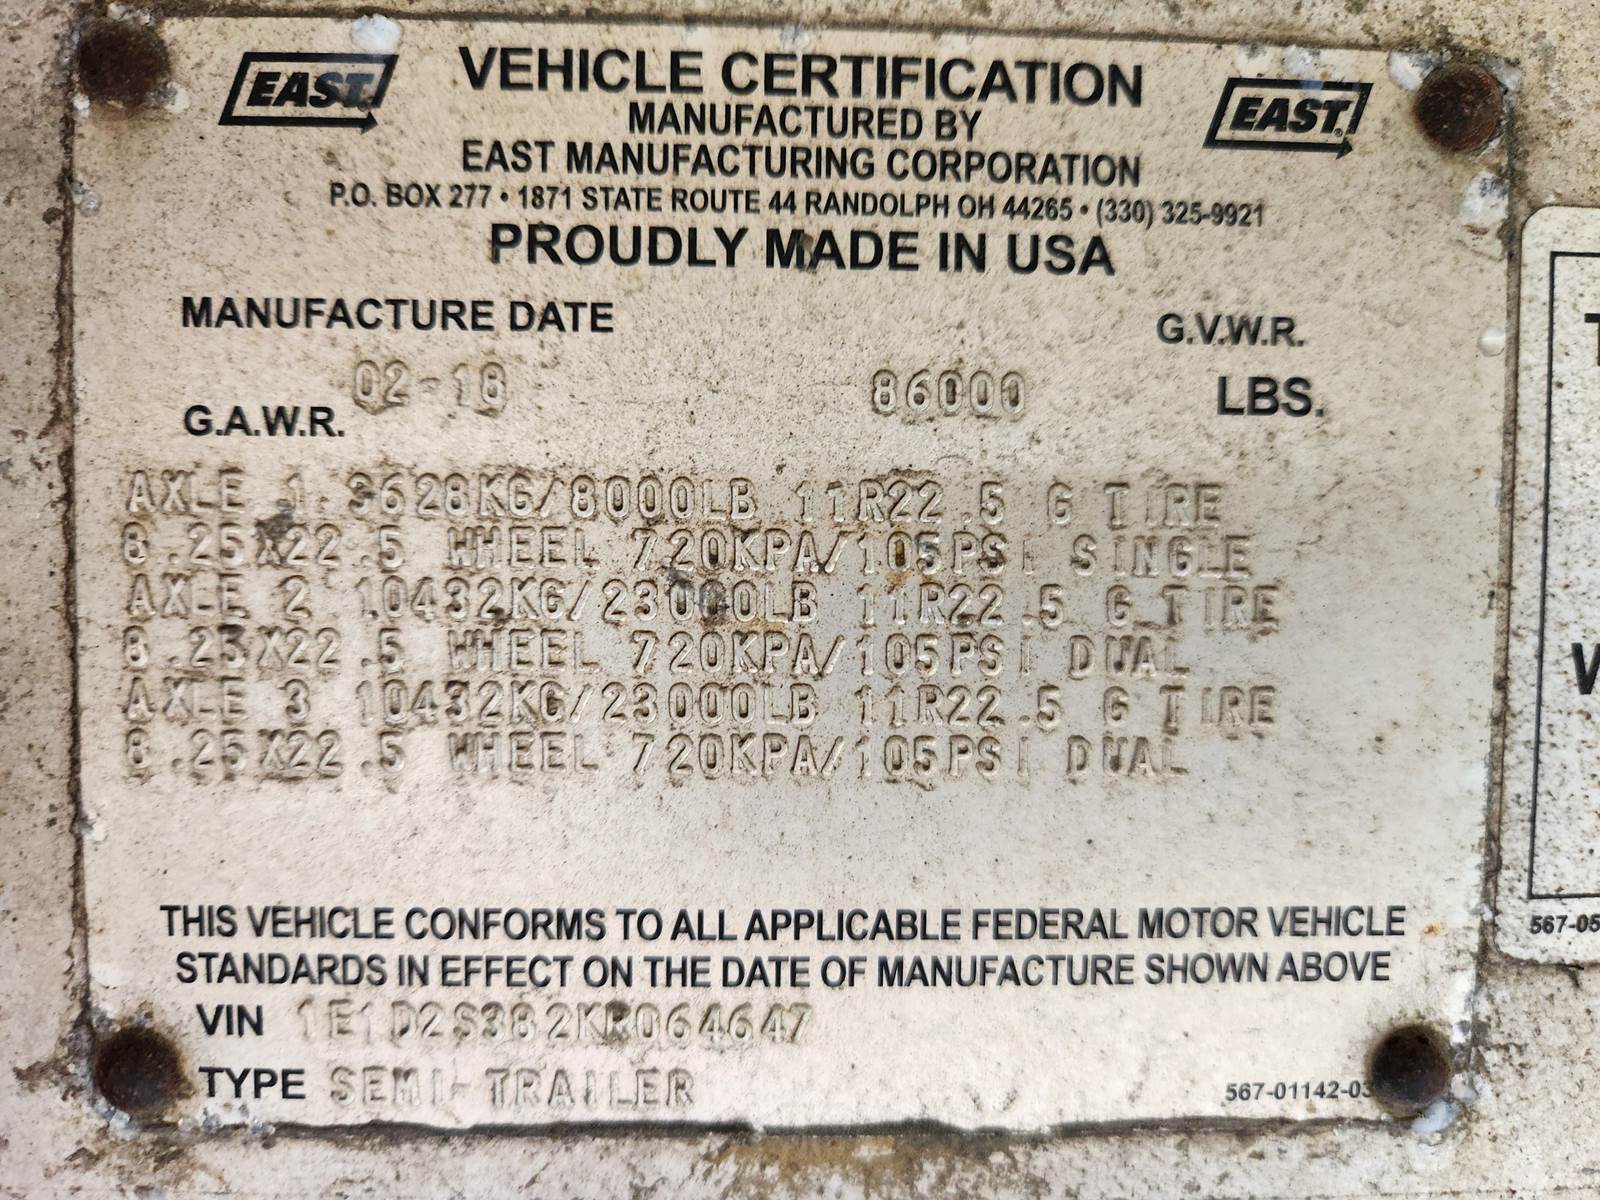 EAST
VEHICLE CERTIFICATION
EAST
MANUFACTURED BY
EAST MANUFACTURING CORPORATION
P.O. BOX 277 • 1871 STATE ROUTE 44 RANDOLPH OH 44265 • (330) 325-9921
PROUDLY MADE IN USA
MANUFACTURE DATE
G.V.W.R.
02-18
86000
LBS.
G.A.W.R.
AXLE 1 3628KG/8000LB 11R22.5 G TIRE
8.25X22.5 WHEEL 720KPA/105PSI SINGLE
AXLE 2 10432KG/23000LB 11R22.5 G TIRE
8.25X22.5 WHEEL 720KPA/105PSI DUAL
AXLE 3 10432KG/23000LB 11R22.5 G TIRE
8.25X22.5 WHEEL 720KPA/105PSI DUAL
THIS VEHICLE CONFORMS TO ALL APPLICABLE FEDERAL MOTOR VEHICLE
STANDARDS IN EFFECT ON THE DATE OF MANUFACTURE SHOWN ABOVE
VIN 1E1D2S382KR064647
TYPE SEMI-TRAILER
567-01142-03
567-05